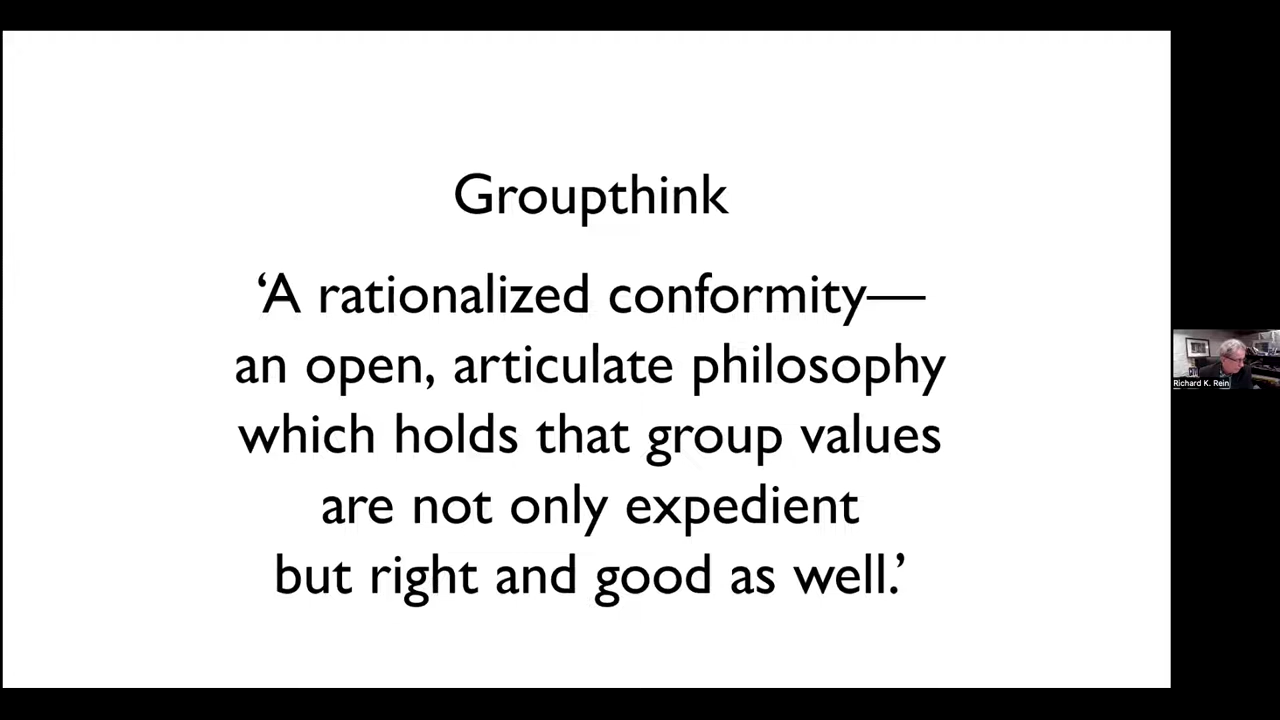 Groupthink
‘A rationalized conformity—
an open, articulate philosophy
which holds that group values
are not only expedient
but right and good as well.’
Richard K. Rein